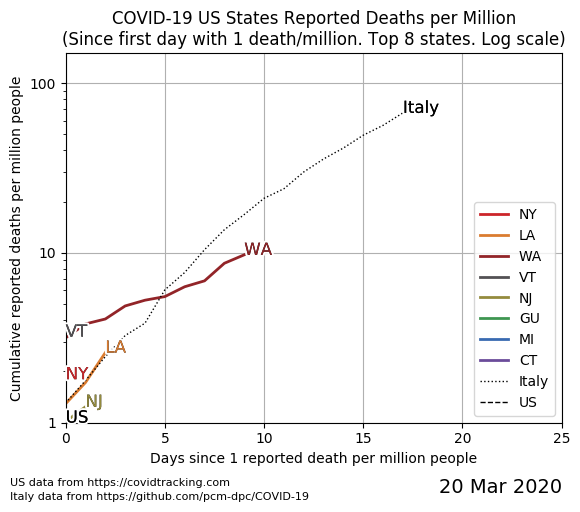 COVID-19 US States Reported Deaths per Million
(Since first day with 1 death/million. Top 8 states. Log scale)
Cumulative reported deaths per million people
100
10
1
Italy
WA
VT
LA
NY
NJ
US
NY
LA
WA
VT
NJ
GU
MI
CT
Italy
US
0 5 10 15 20 25
Days since 1 reported death per million people
US data from https://covidtracking.com
Italy data from https://github.com/pcm-dpc/COVID-19
20 Mar 2020